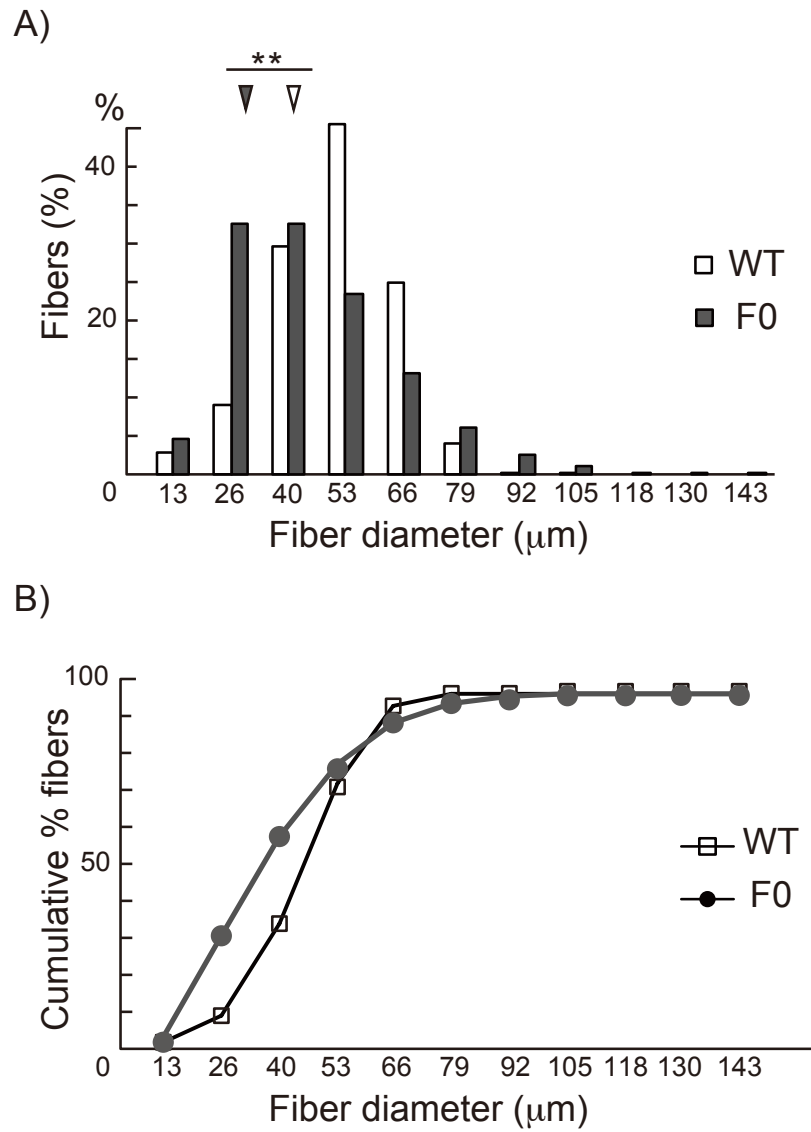 A)
**
%
Fibers (%)
40
20
0
WT
F0
13 26 40 53 66 79 92 105 118 130 143
Fiber diameter (μm)
B)
Cumulative % fibers
100
50
0
WT
F0
13 26 40 53 66 79 92 105 118 130 143
Fiber diameter (μm)